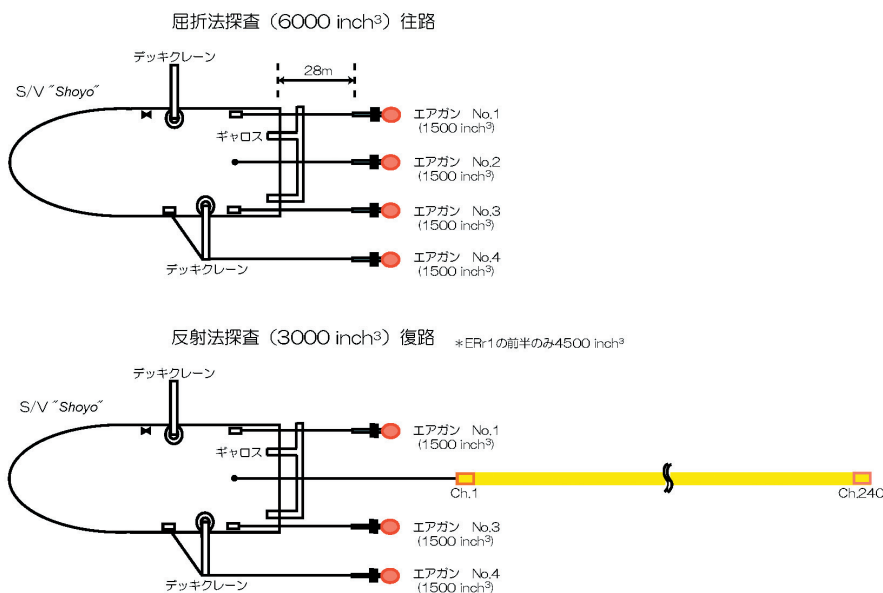 屈折法探査（6000 inch³）往路
デッキクレーン
28m
S/V "Shoyo"
エアガン No.1
(1500 inch³)
ギャロス
エアガン No.2
(1500 inch³)
エアガン No.3
(1500 inch³)
エアガン No.4
(1500 inch³)
デッキクレーン
反射法探査（3000 inch³）復路 ＊ERr1の前半のみ4500 inch³
デッキクレーン
S/V "Shoyo"
エアガン No.1
(1500 inch³)
ギャロス
Ch.1
Ch.240
エアガン No.3
(1500 inch³)
エアガン No.4
(1500 inch³)
デッキクレーン